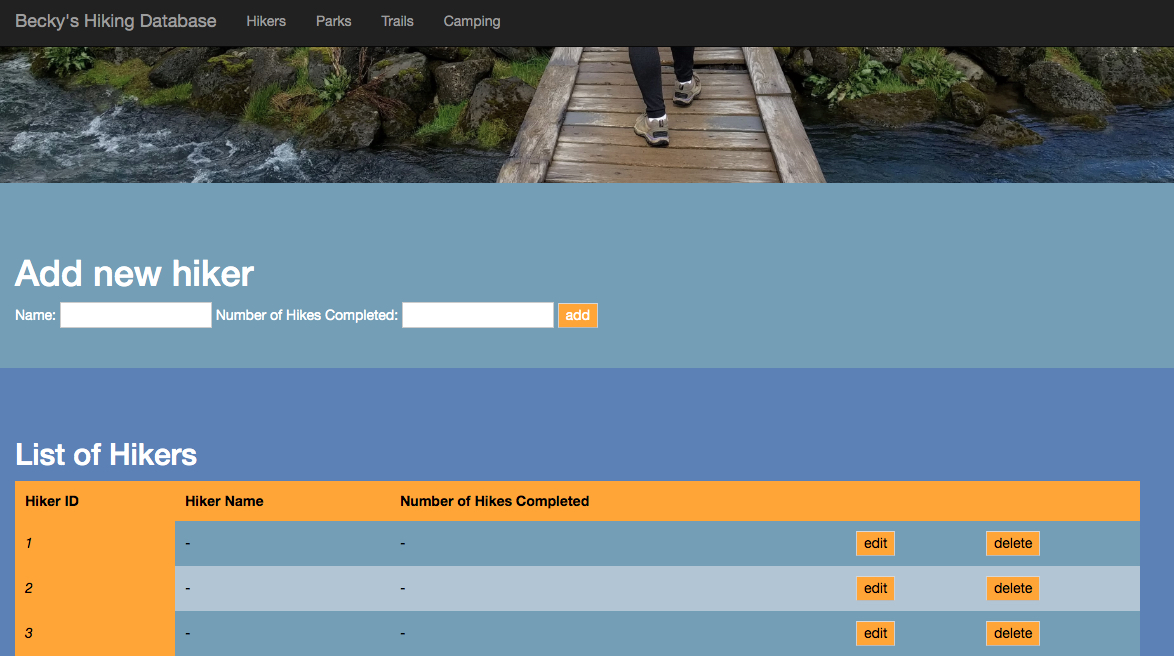 Becky's Hiking Database Hikers Parks Trails Camping
Add new hiker
Name: Number of Hikes Completed: add
List of Hikers
Hiker ID Hiker Name Number of Hikes Completed
1 - - edit delete
2 - - edit delete
3 - - edit delete